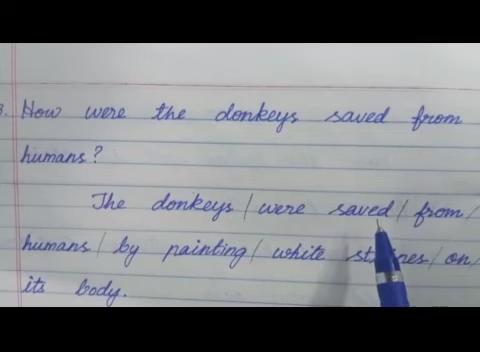 3. How were the donkeys saved from
humans?
The donkeys / were saved / from /
humans / by painting / white / on /
its body.